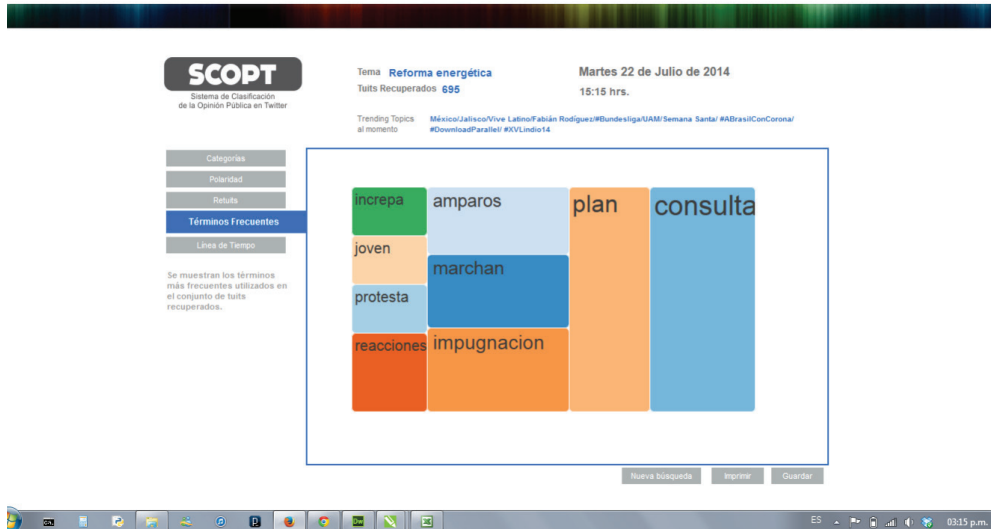 SCOPT
Sistema de Clasificación
de la Opinión Pública en Twitter
Tema Reforma energética
Tuits Recuperados 695
Martes 22 de Julio de 2014
15:15 hrs.
Trending Topics
al momento
México/Jalisco/Vive Latino/Fabián Rodíguez/#Bundesliga/UAM/Semana Santa/ #ABrasilConCorona/
#DownloadParallel/ #XVLindio14
Categorías
Polaridad
Retuits
Términos Frecuentes
Línea de Tiempo
Se muestran los términos
más frecuentes utilizados en
el conjunto de tuits
recuperados.
increpa
joven
protesta
reacciones
amparos
marchan
impugnacion
plan
consulta
Nueva búsqueda
Imprimir
Guardar
ES
03:15 p.m.